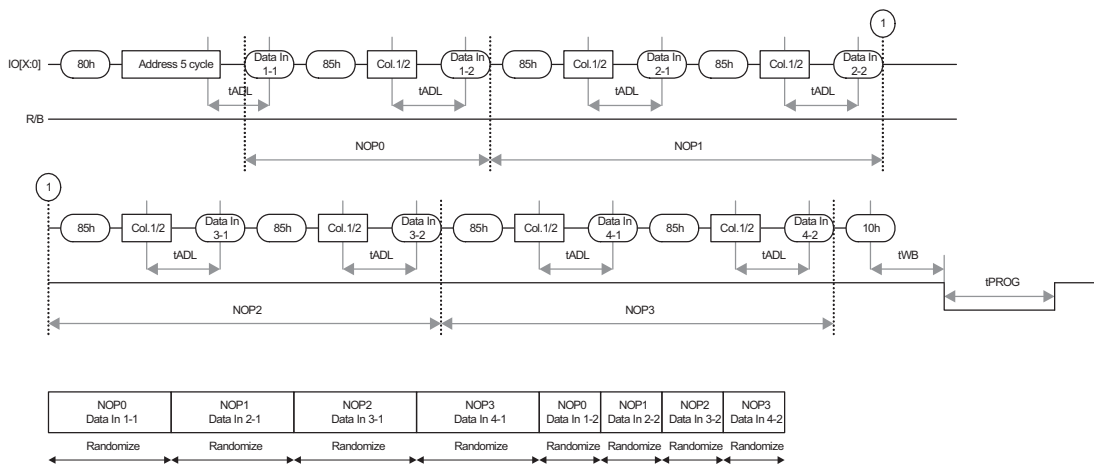 1
IO[X:0] 80h Address 5 cycle Data In 1-1 85h Col.1/2 Data In 1-2 85h Col.1/2 Data In 2-1 85h Col.1/2 Data In 2-2
tADL tADL tADL tADL
R/B
NOP0 NOP1
1
85h Col.1/2 Data In 3-1 85h Col.1/2 Data In 3-2 85h Col.1/2 Data In 4-1 85h Col.1/2 Data In 4-2 10h
tADL tADL tADL tADL tWB
tPROG
NOP2 NOP3
NOP0 NOP1 NOP2 NOP3 NOP0 NOP1 NOP2 NOP3
Data In 1-1 Data In 2-1 Data In 3-1 Data In 4-1 Data In 1-2 Data In 2-2 Data In 3-2 Data In 4-2
Randomize Randomize Randomize Randomize Randomize Randomize Randomize Randomize